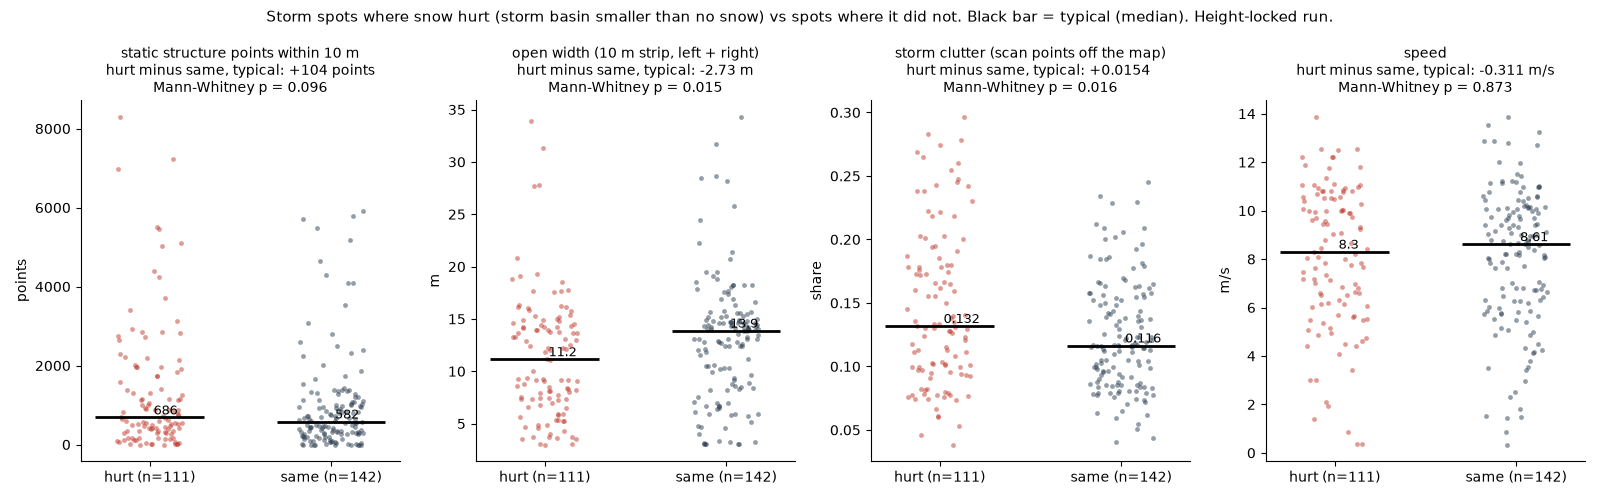 Storm spots where snow hurt (storm basin smaller than no snow) vs spots where it did not. Black bar = typical (median). Height-locked run.
static structure points within 10 m
hurt minus same, typical: +104 points
Mann-Whitney p = 0.096
points
8000
6000
4000
2000
0
686
582
hurt (n=111)
same (n=142)
open width (10 m strip, left + right)
hurt minus same, typical: -2.73 m
Mann-Whitney p = 0.015
m
35
30
25
20
15
10
5
11.2
13.9
hurt (n=111)
same (n=142)
storm clutter (scan points off the map)
hurt minus same, typical: +0.0154
Mann-Whitney p = 0.016
share
0.30
0.25
0.20
0.15
0.10
0.05
0.132
0.116
hurt (n=111)
same (n=142)
speed
hurt minus same, typical: -0.311 m/s
Mann-Whitney p = 0.873
m/s
14
12
10
8
6
4
2
0
8.3
8.61
hurt (n=111)
same (n=142)